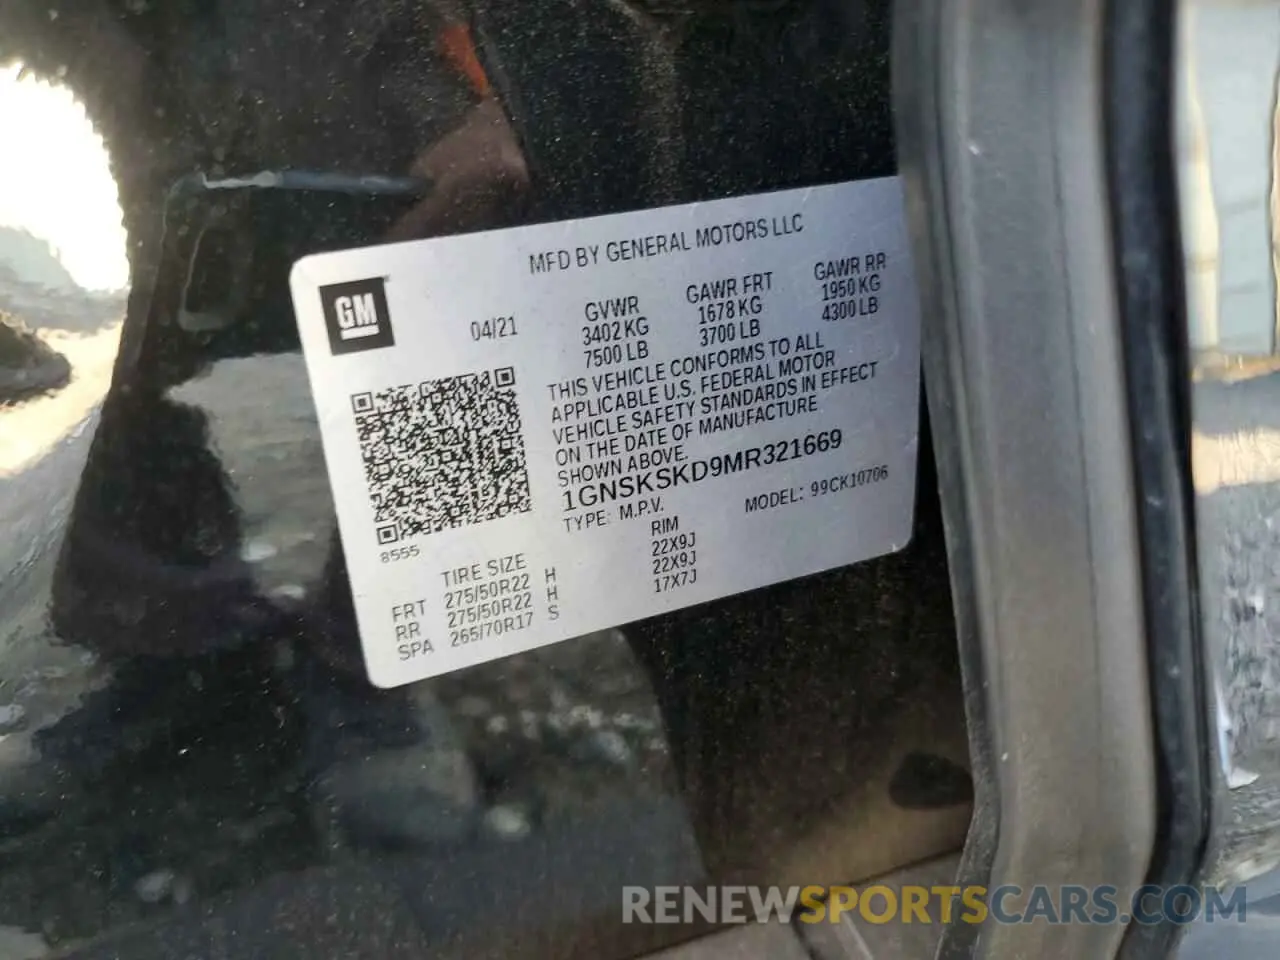 MFD BY GENERAL MOTORS LLC
GM
04/21
GVWR
3402 KG
7500 LB
GAWR FRT
1678 KG
3700 LB
GAWR RR
1950 KG
4300 LB
THIS VEHICLE CONFORMS TO ALL
APPLICABLE U.S. FEDERAL MOTOR
VEHICLE SAFETY STANDARDS IN EFFECT
ON THE DATE OF MANUFACTURE
SHOWN ABOVE.
1GNSKSKD9MR321669
TYPE: M.P.V. MODEL: 99CK10706
8555
TIRE SIZE RIM
FRT 275/50R22 H 22X9J
RR 275/50R22 H 22X9J
SPA 265/70R17 S 17X7J
RENEWSPORTSCARS.COM